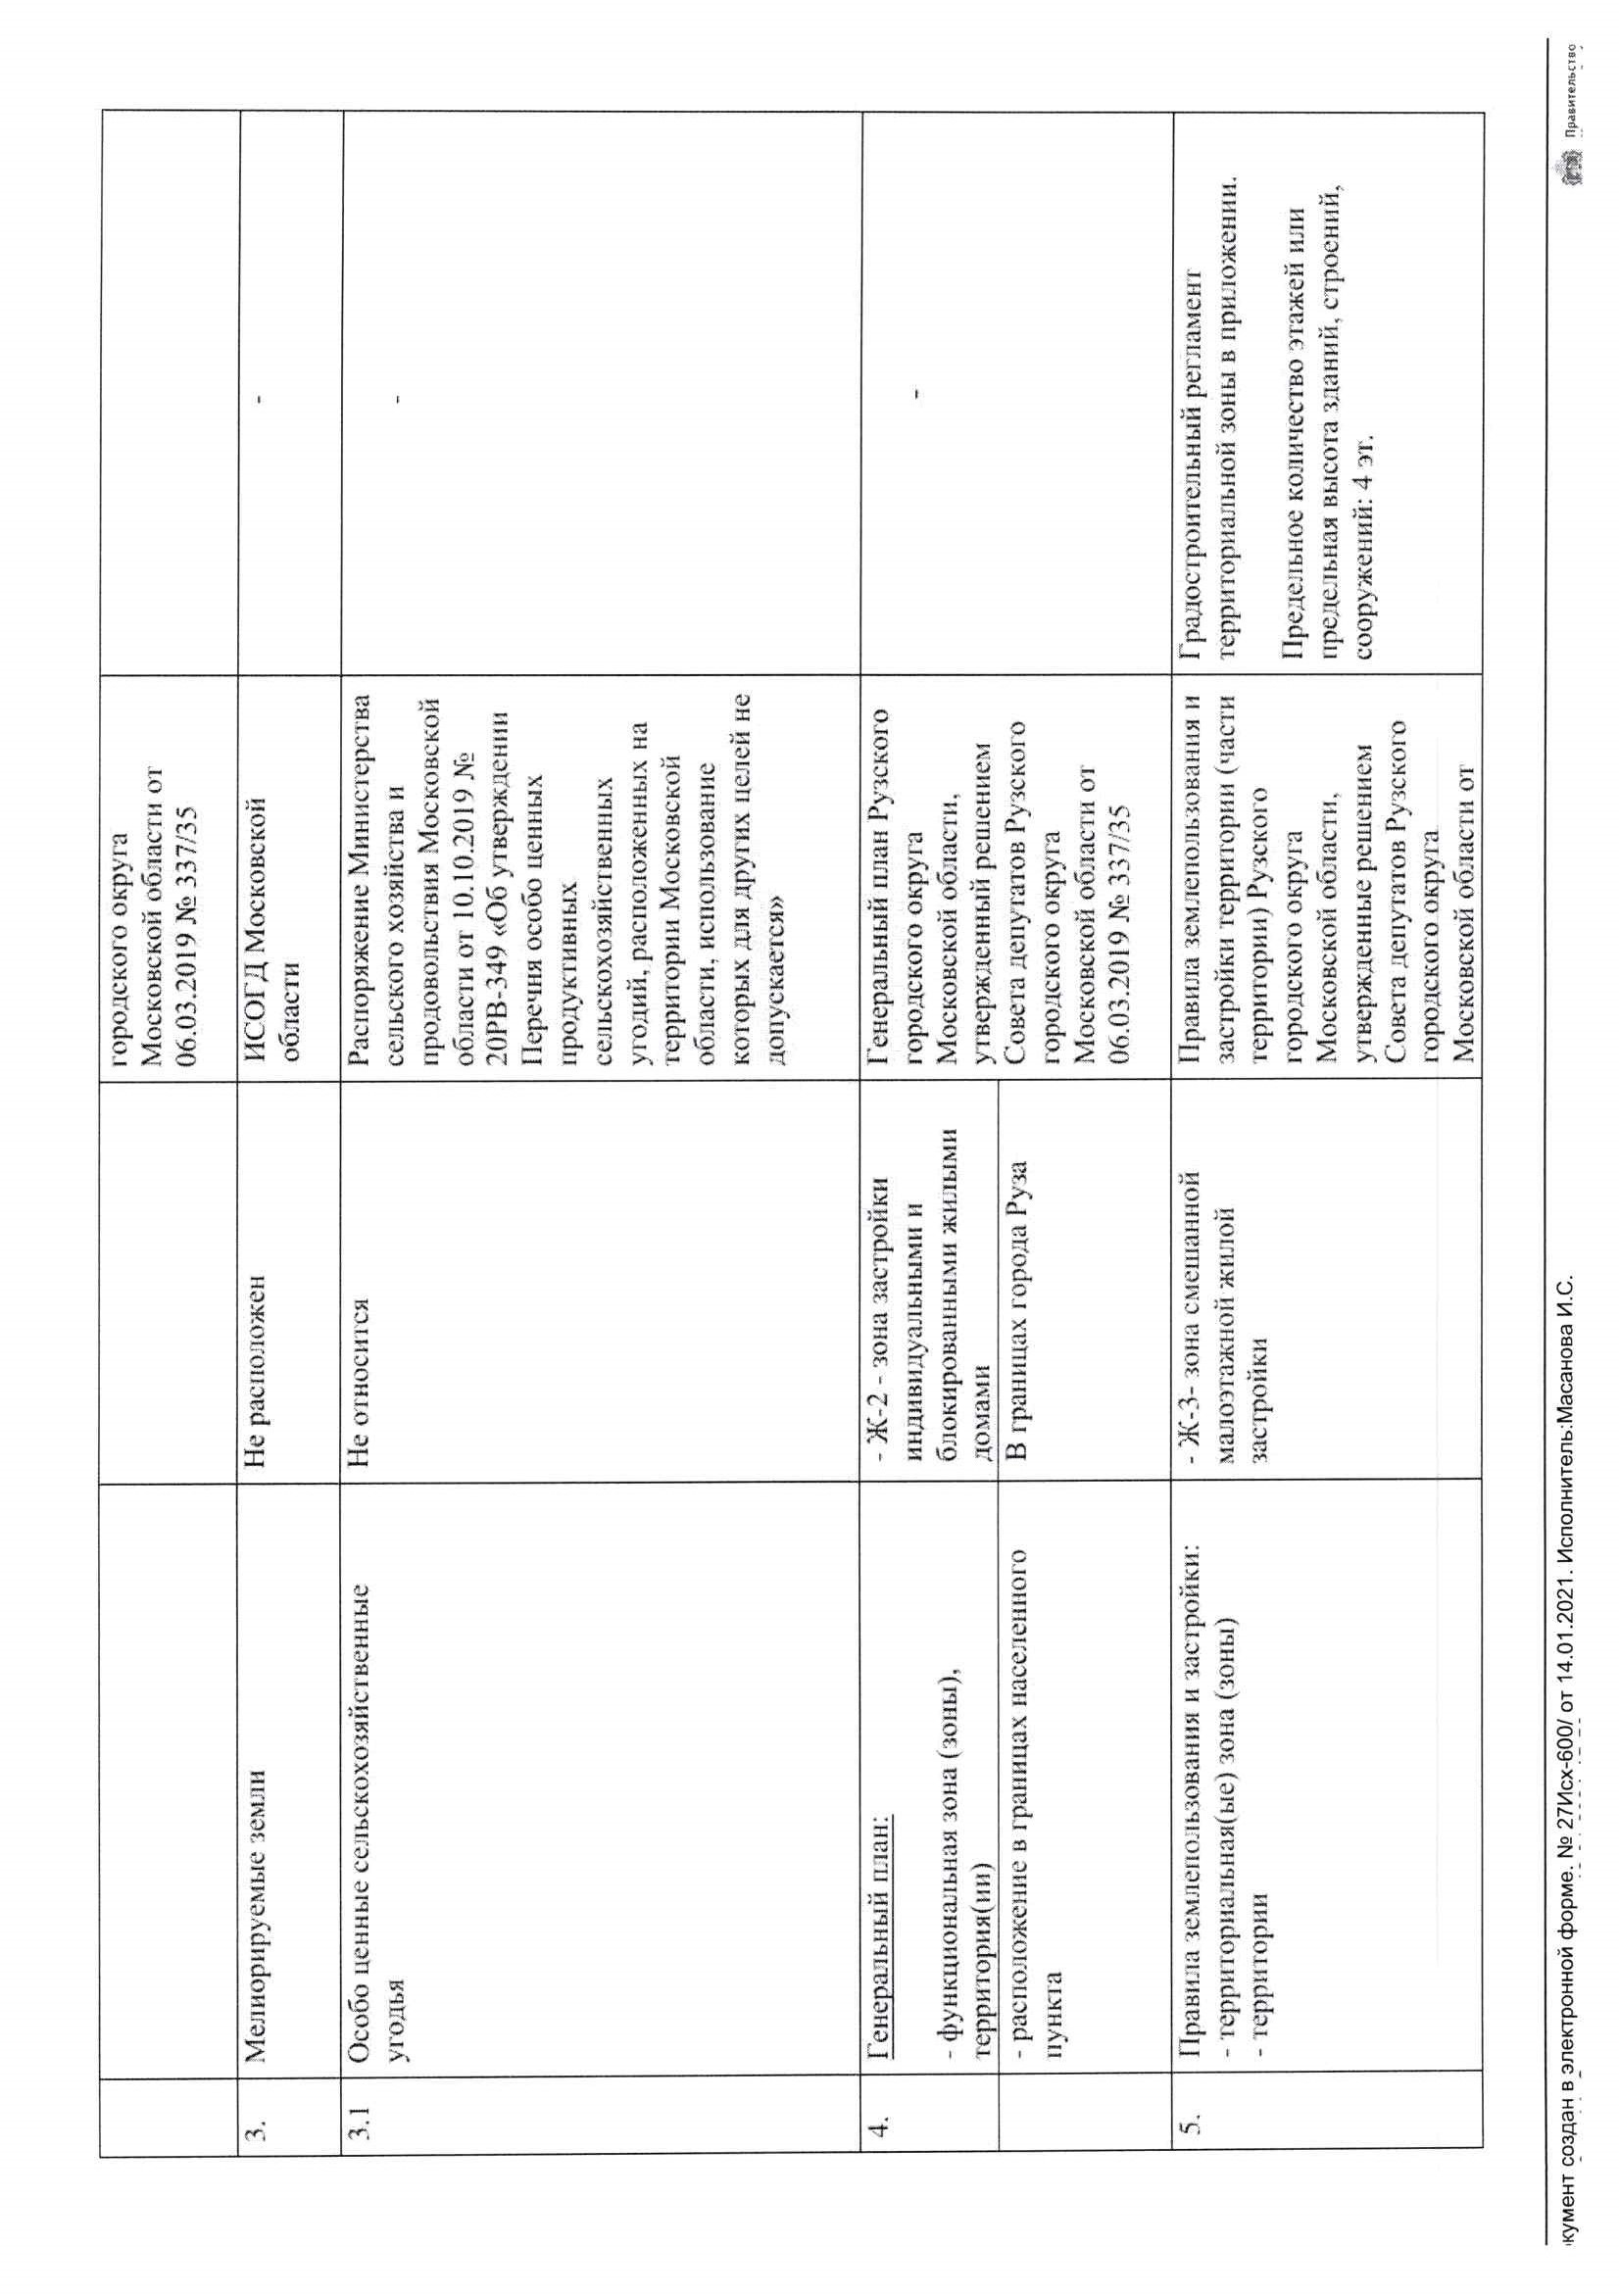 городского округа
Московской области от
06.03.2019 № 337/35
3.
Мелиорируемые земли
Не расположен
ИСОГД Московской
области
-
3.1
Особо ценные сельскохозяйственные
угодья
Не относится
Распоряжение Министерства
сельского хозяйства и
продовольствия Московской
области от 10.10.2019 №
20РВ-349 «Об утверждении
Перечня особо ценных
продуктивных
сельскохозяйственных
угодий, расположенных на
территории Московской
области, использование
которых для других целей не
допускается»
-
4.
Генеральный план:
- функциональная зона (зоны),
территория(ии)
- Ж-2 - зона застройки
индивидуальными и
блокированными жилыми
домами
- расположение в границах населенного
пункта
В границах города Руза
Генеральный план Рузского
городского округа
Московской области,
утвержденный решением
Совета депутатов Рузского
городского округа
Московской области от
06.03.2019 № 337/35
-
5.
Правила землепользования и застройки:
- территориальная(ые) зона (зоны)
- территории
- Ж-3- зона смешанной
малоэтажной жилой
застройки
Правила землепользования и
застройки территории (части
территории) Рузского
городского округа
Московской области,
утвержденные решением
Совета депутатов Рузского
городского округа
Московской области от
Градостроительный регламент
территориальной зоны в приложении.
Предельное количество этажей или
предельная высота зданий, строений,
сооружений: 4 эт.
кумент создан в электронной форме. № 27Исх-600/ от 14.01.2021. Исполнитель:Масанова И.С.
Правительство